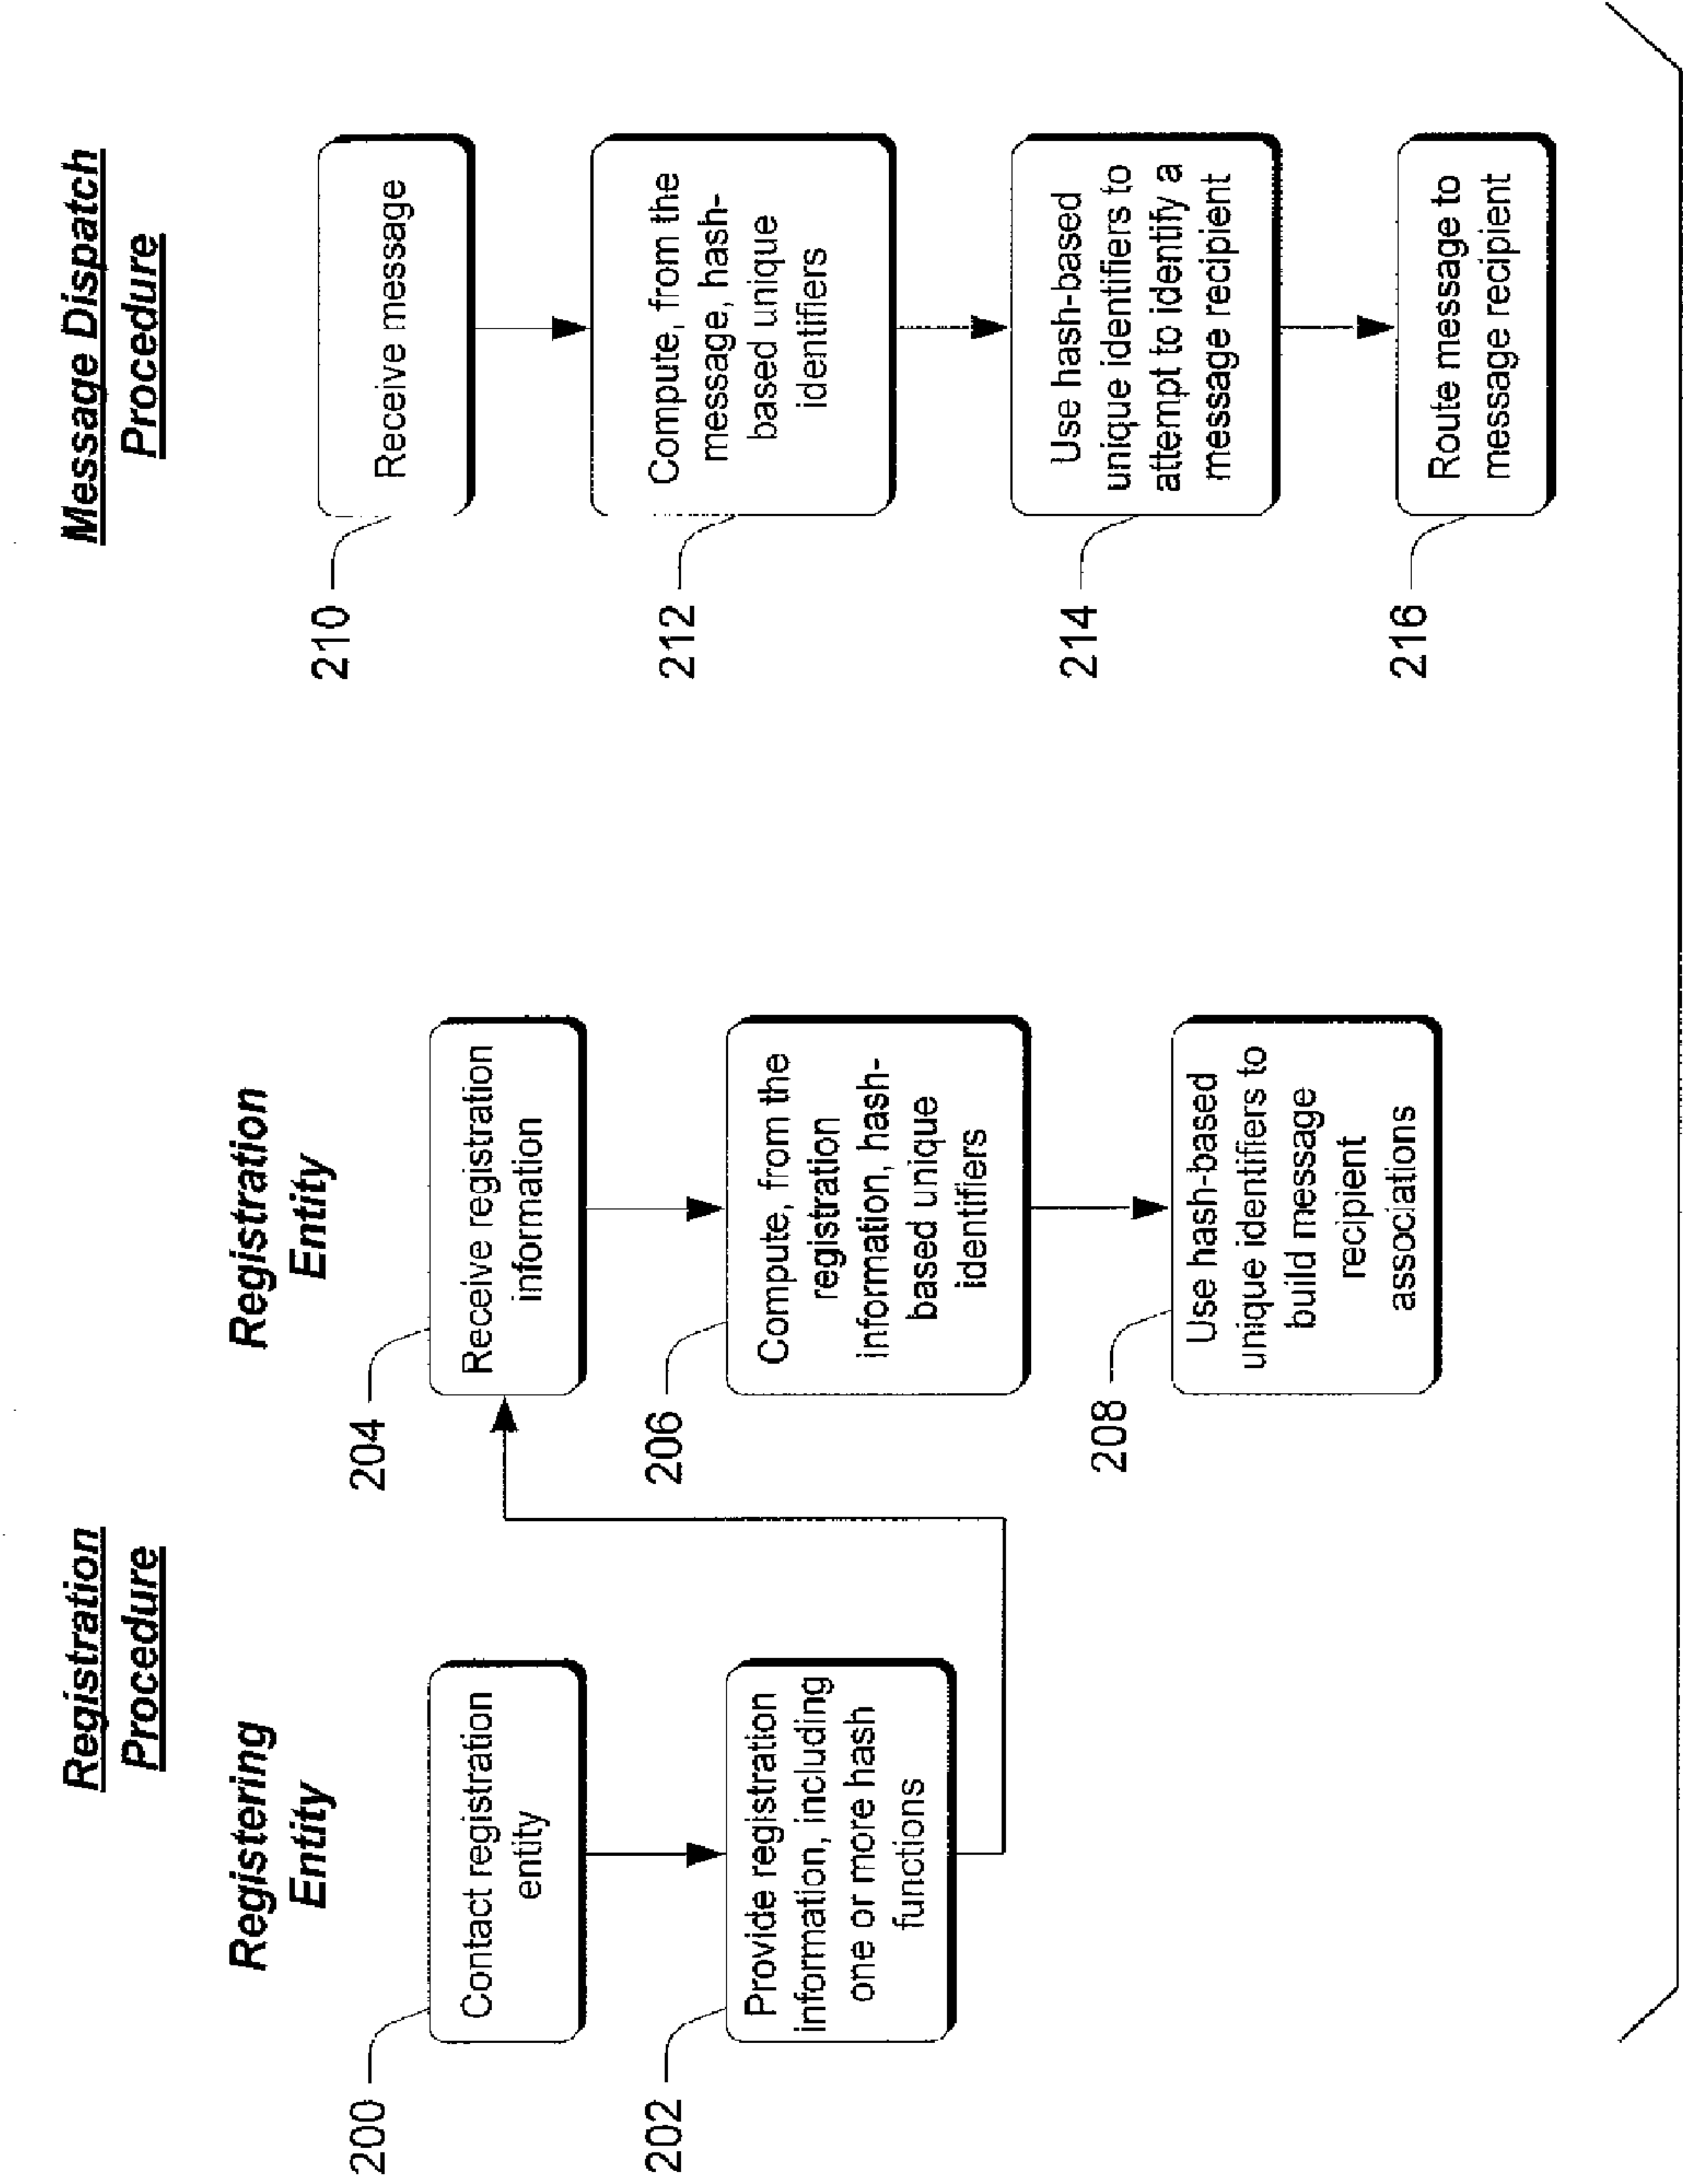 Registration
Procedure
Registering
Entity
200
Contact registration
entity
202
Provide registration
information, including
one or more hash
functions
Registration
Entity
204
Receive registration
information
206
Compute, from the
registration
information, hash-
based unique
identifiers
208
Use hash-based
unique identifiers to
build message
recipient
associations
Message Dispatch
Procedure
210
Receive message
212
Compute, from the
message, hash-
based unique
identifiers
214
Use hash-based
unique identifiers to
attempt to identify a
message recipient
216
Route message to
message recipient